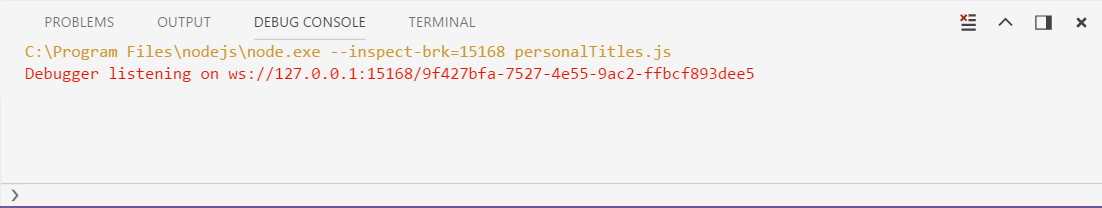 PROBLEMS OUTPUT DEBUG CONSOLE TERMINAL
C:\Program Files\nodejs\node.exe --inspect-brk=15168 personalTitles.js
Debugger listening on ws://127.0.0.1:15168/9f427bfa-7527-4e55-9ac2-ffbcf893dee5